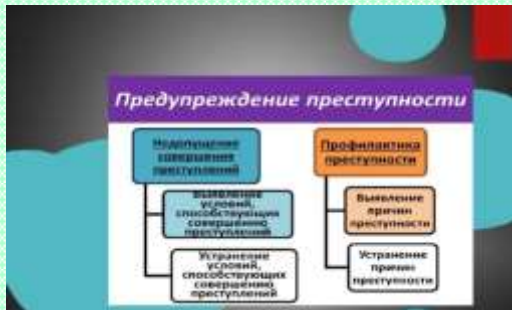 Предупреждение преступности
Недопущение
совершения
преступлений
Выявление
условий,
способствующих
совершению
преступлений
Устранение
условий,
способствующих
совершению
преступлений
Профилактика
преступности
Выявление
причин
преступности
Устранение
причин
преступности